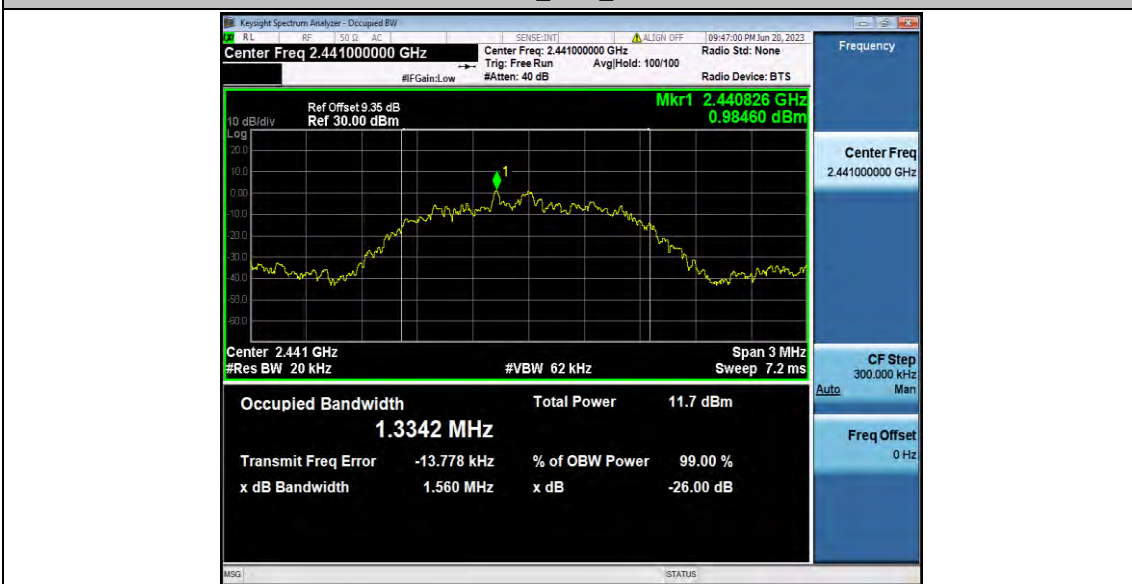 Keysight Spectrum Analyzer - Occupied BW
RL RF 50 Ω AC SENSE:INT ALIGN OFF 09:47:00 PM Jun 20, 2023
Center Freq 2.441000000 GHz
Center Freq: 2.441000000 GHz
Radio Std: None
Trig: Free Run Avg|Hold: 100/100
#IFGain:Low #Atten: 40 dB Radio Device: BTS
Mkr1 2.440826 GHz
0.98460 dBm
Ref Offset 9.35 dB
10 dB/div Ref 30.00 dBm
Log
20.0
10.0
0.00
-10.0
-20.0
-30.0
-40.0
-50.0
-60.0
1
Center 2.441 GHz Span 3 MHz
#Res BW 20 kHz #VBW 62 kHz Sweep 7.2 ms
Occupied Bandwidth Total Power 11.7 dBm
1.3342 MHz
Transmit Freq Error -13.778 kHz % of OBW Power 99.00 %
x dB Bandwidth 1.560 MHz x dB -26.00 dB
Frequency
Center Freq
2.441000000 GHz
CF Step
300.000 kHz
Auto Man
Freq Offset
0 Hz
MSG STATUS